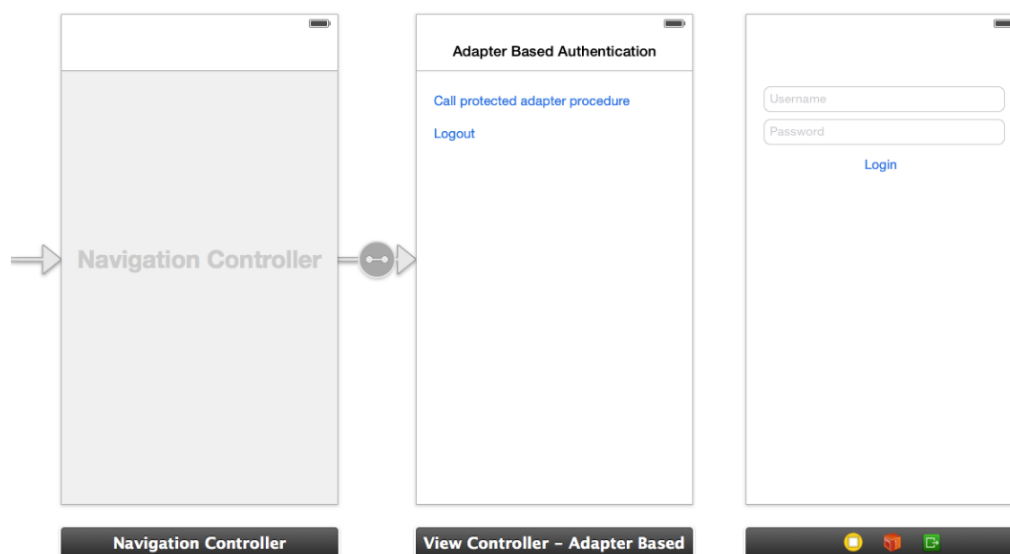 Adapter Based Authentication
Call protected adapter procedure
Logout
Username
Password
Login
Navigation Controller
Navigation Controller
View Controller – Adapter Based